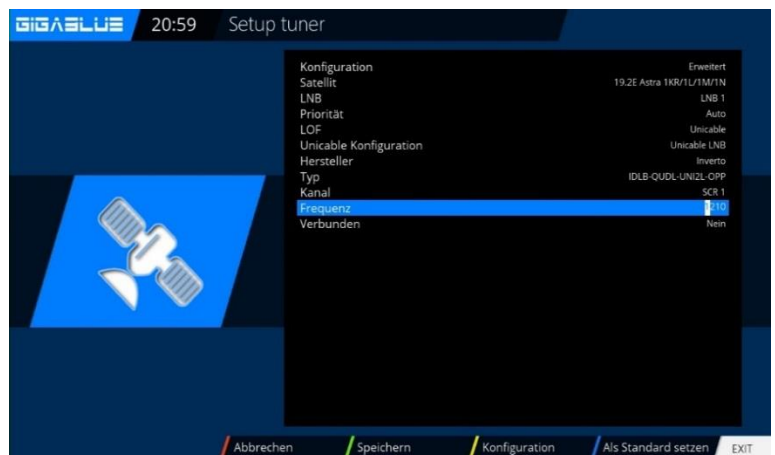 GIGABLUE 20:59 Setup tuner
Konfiguration Erweitert
Satellit 19.2E Astra 1KR/1L/1M/1N
LNB LNB 1
Priorität Auto
LOF Unicable
Unicable Konfiguration Unicable LNB
Hersteller Inverto
Typ IDLB-QUDL-UNI2L-OPP
Kanal SCR 1
Frequenz 1210
Verbunden Nein
Abbrechen Speichern Konfiguration Als Standard setzen EXIT